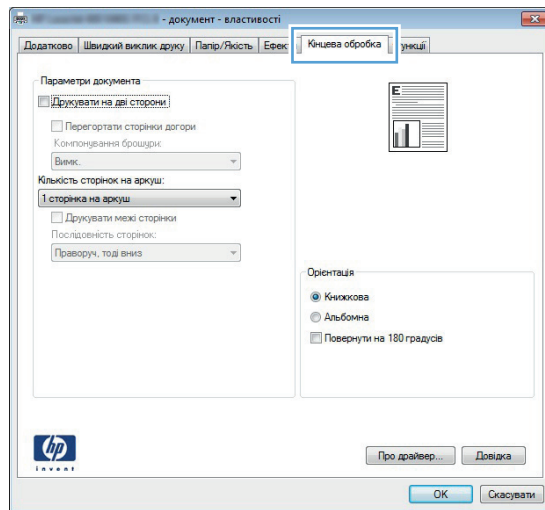 - документ - властивості
Додатково Швидкий виклик друку Папір/Якість Ефек Кінцева обробка ункції
Параметри документа
Друкувати на дві сторони
Перегортати сторінки догори
Компонування брошури:
Вимк.
Кількість сторінок на аркуш:
1 сторінка на аркуш
Друкувати межі сторінки
Послідовність сторінок:
Праворуч, тоді вниз
E
Орієнтація
Книжкова
Альбомна
Повернути на 180 градусів
hp
invent
Про драйвер... Довідка
OK Скасувати